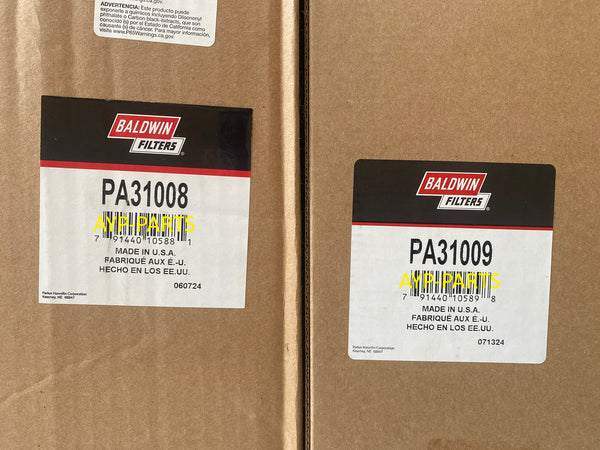 ADVERTENCIA: Este producto puede
exponerle a químicos incluyendo Diisononyl
phthalate o Carbon black-extracts, que por
conocido (s) por el Estado de California como
causante (s) de cáncer. Para mayor información,
visite www.P65Warnings.ca.gov.
BALDWIN
FILTERS®
PA31008
AYP-PARTS
7 91440 10588 1
MADE IN U.S.A.
FABRIQUÉ AUX É.-U.
HECHO EN LOS EE.UU.
060724
Parker Hannifin Corporation
Kearney, NE 68847
BALDWIN
FILTERS®
PA31009
AYP-PARTS
7 91440 10589 8
MADE IN U.S.A.
FABRIQUÉ AUX É.-U.
HECHO EN LOS EE.UU.
071324
Parker Hannifin Corporation
Kearney, NE 68847